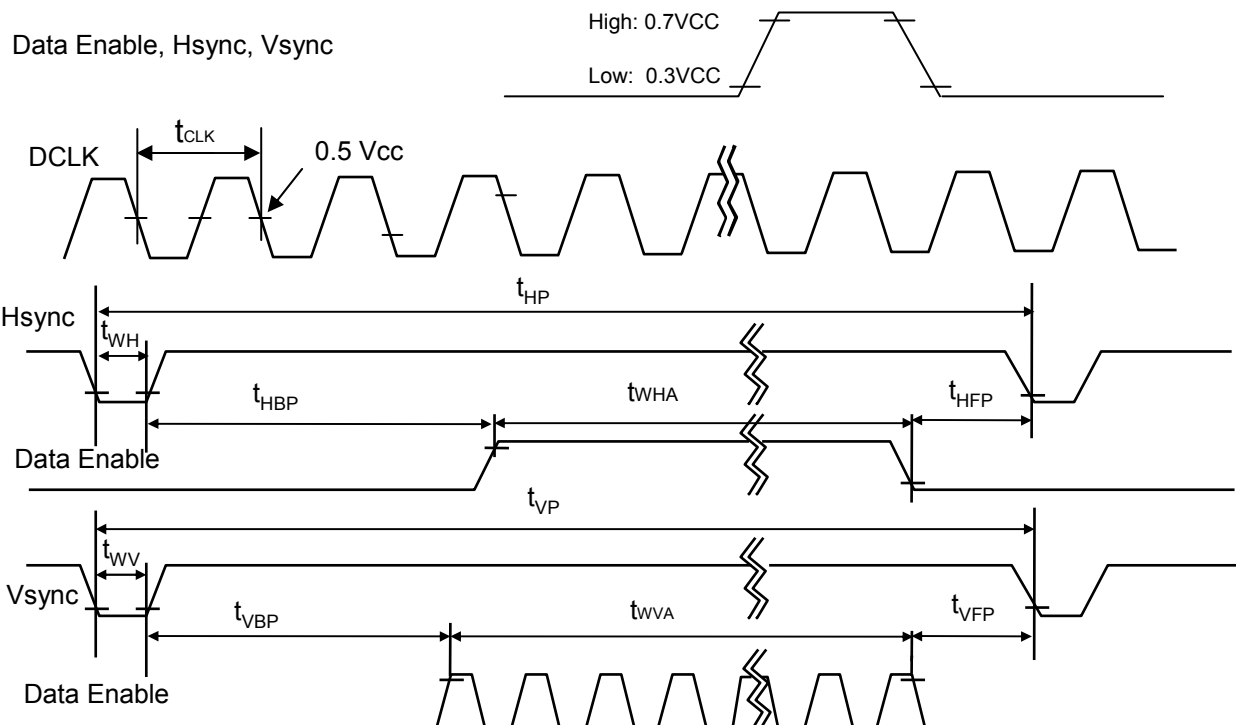 High: 0.7VCC
Data Enable, Hsync, Vsync
Low: 0.3VCC
tCLK
DCLK
0.5 Vcc
tHP
Hsync
tWH
tHBP
tWHA
tHFP
Data Enable
tVP
tWV
Vsync
tVBP
tWVA
tVFP
Data Enable